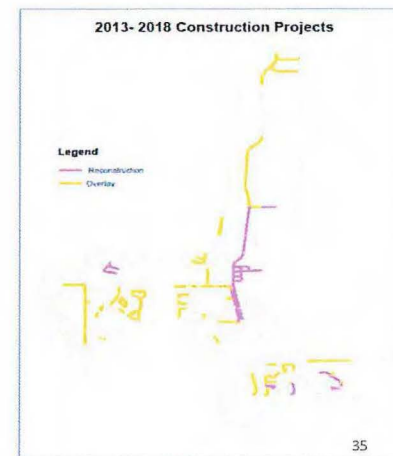 2013- 2018 Construction Projects
Legend
Reconstruction
Overlay
35